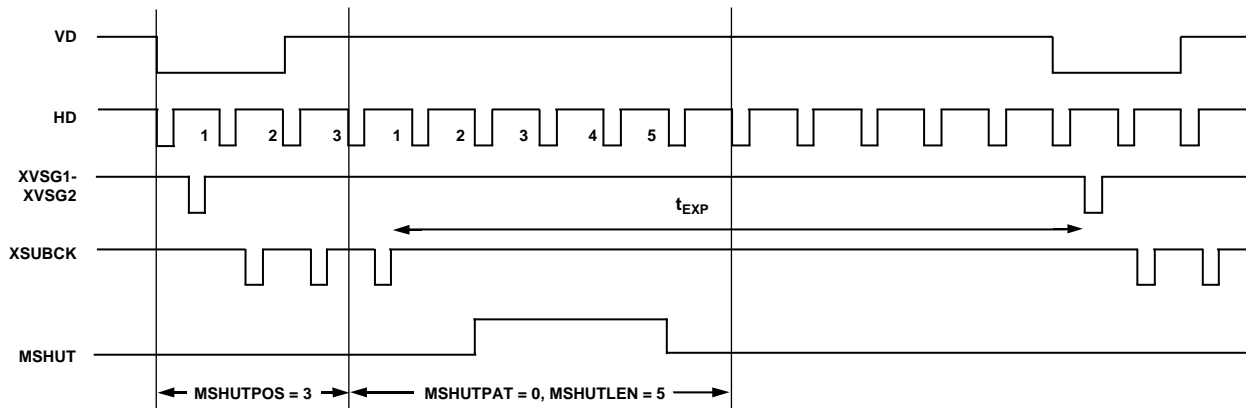 VD
HD
1 2 3 1 2 3 4 5
XVSG1-
XVSG2
tEXP
XSUBCK
MSHUT
MSHUTPOS = 3
MSHUTPAT = 0, MSHUTLEN = 5